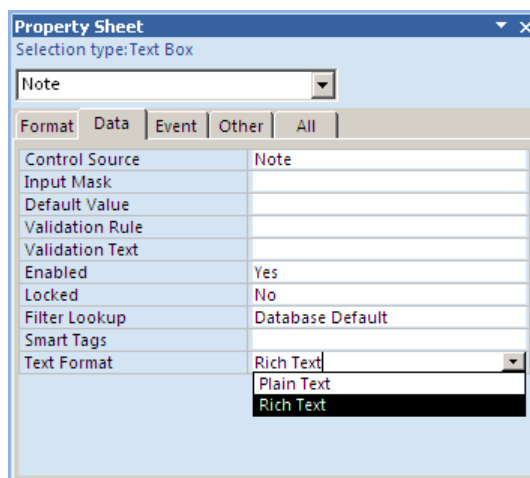 Property Sheet
Selection type:Text Box
Note
Format Data Event Other All
Control Source Note
Input Mask
Default Value
Validation Rule
Validation Text
Enabled Yes
Locked No
Filter Lookup Database Default
Smart Tags
Text Format Rich Text
Plain Text
Rich Text